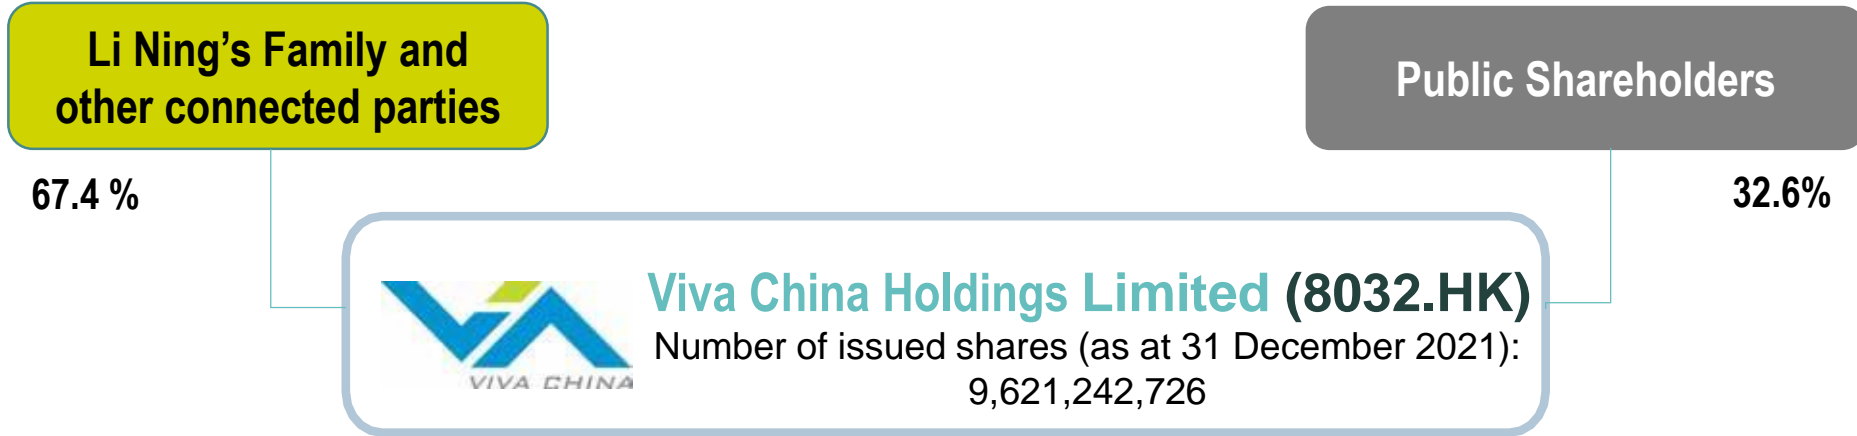 Li Ning’s Family and
other connected parties
Public Shareholders
67.4 %
32.6%
VIVA CHINA
Viva China Holdings Limited (8032.HK)
Number of issued shares (as at 31 December 2021):
9,621,242,726